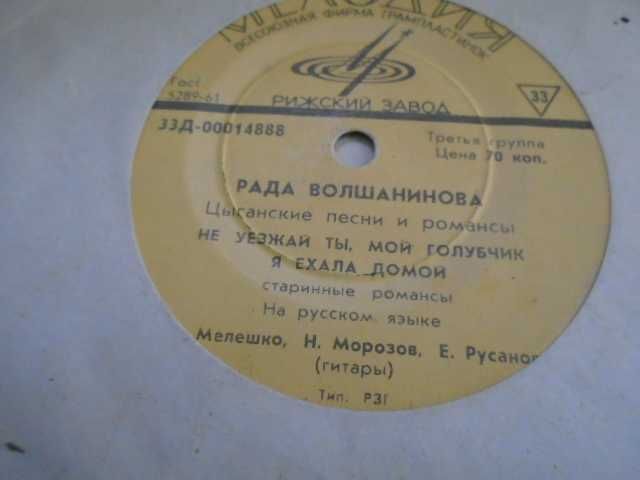 МЕЛОДИЯ
ВСЕСОЮЗНАЯ ФИРМА ГРАМПЛАСТИНОК
Гост
5289-61
РИЖСКИЙ ЗАВОД
33
33Д-00014888
Третья группа
Цена 70 коп.
РАДА ВОЛШАНИНОВА
Цыганские песни и романсы
НЕ УЕЗЖАЙ ТЫ, МОЙ ГОЛУБЧИК
Я ЕХАЛА ДОМОЙ
старинные романсы
На русском языке
Мелешко, Н. Морозов, Е. Русанов
(гитары)
Тип. РЗГ